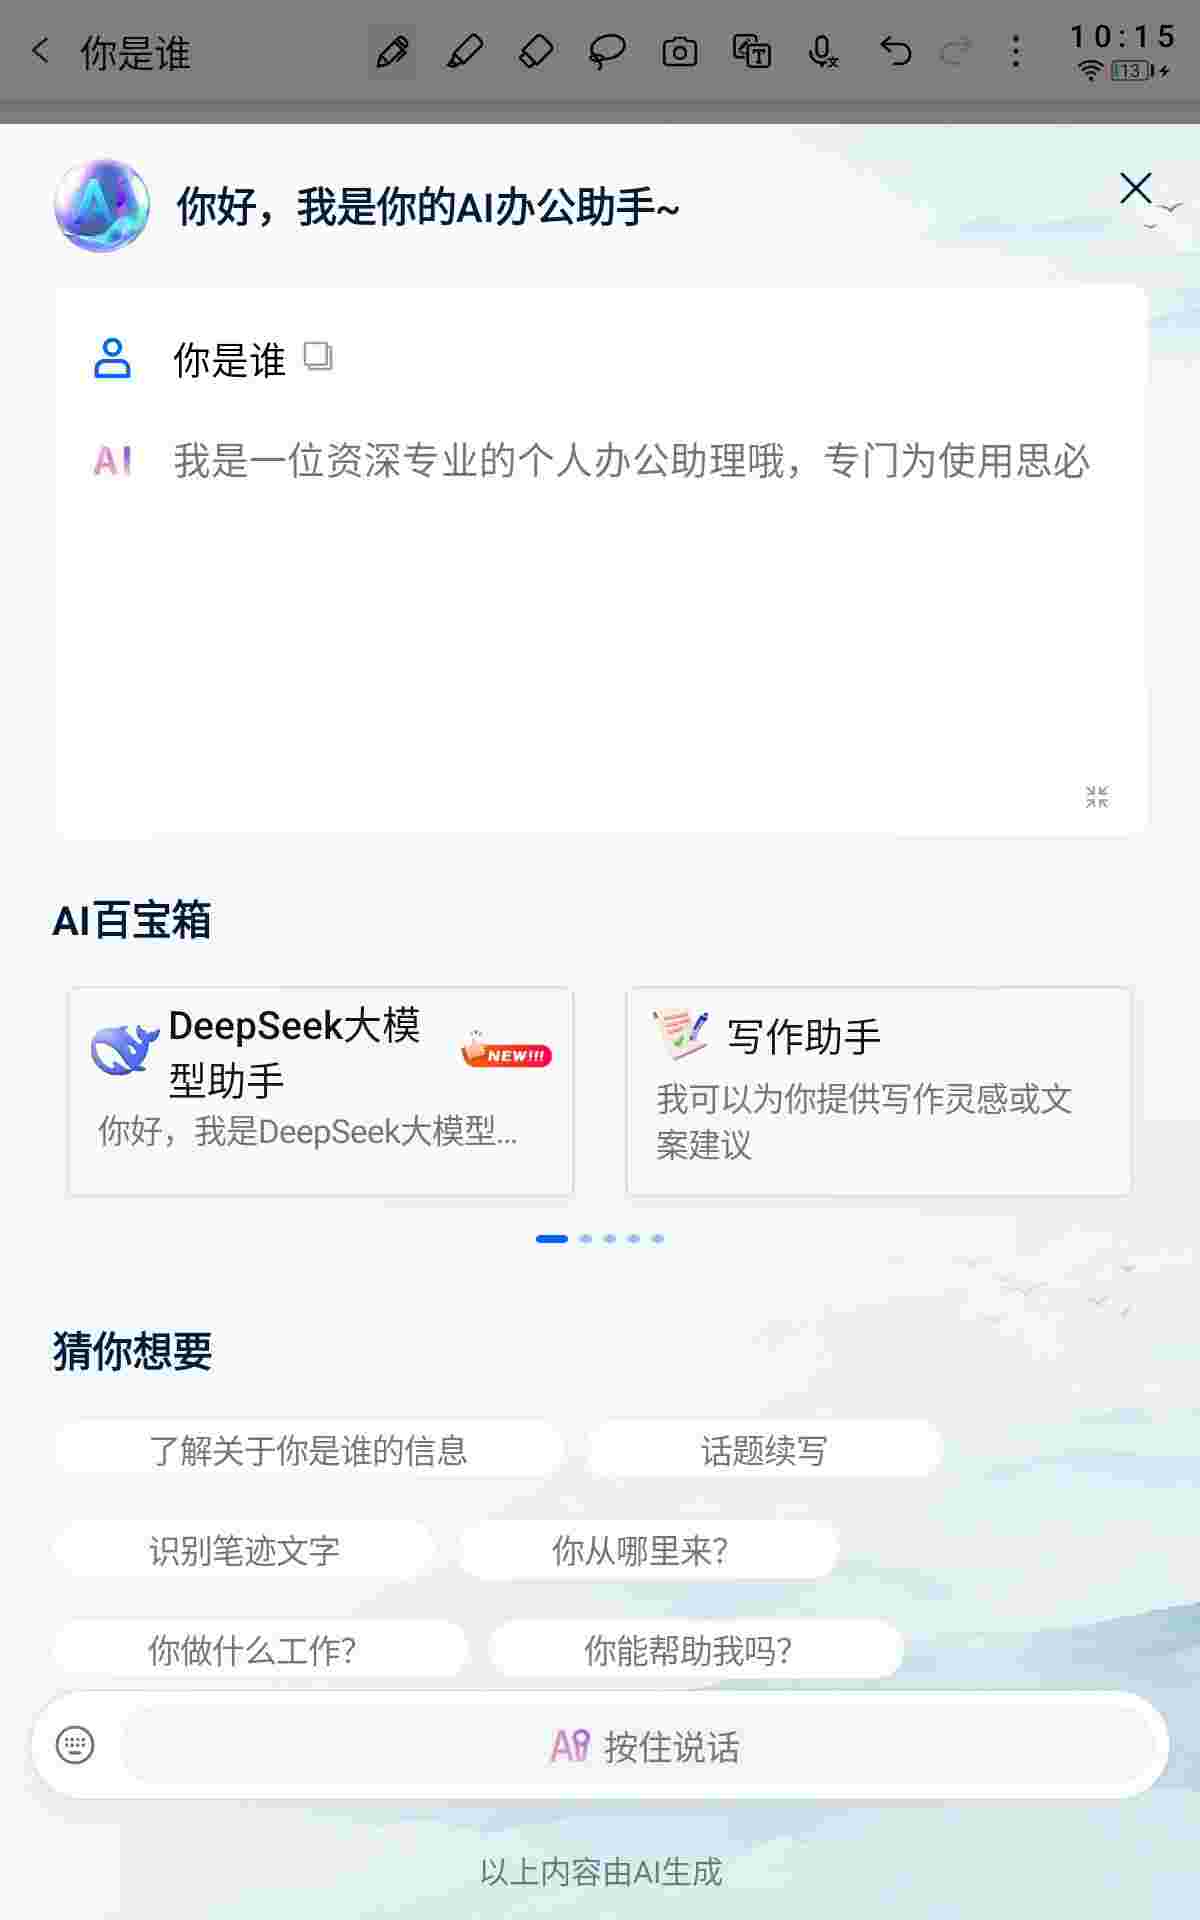 你是谁
10:15
13
你好，我是你的AI办公助手~
你是谁
AI 我是一位资深专业的个人办公助理哦，专门为使用思必
AI百宝箱
DeepSeek大模
型助手
NEW!!!
你好，我是DeepSeek大模型...
写作助手
我可以为你提供写作灵感或文
案建议
猜你想要
了解关于你是谁的信息
话题续写
识别笔迹文字
你从哪里来？
你做什么工作？
你能帮助我吗？
按住说话
以上内容由AI生成